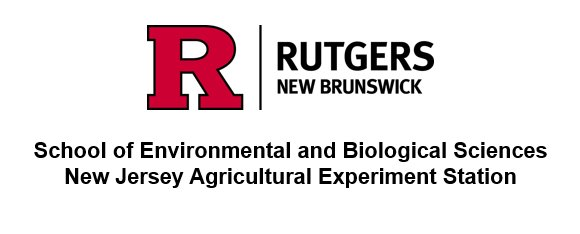 R
RUTGERS
NEW BRUNSWICK
School of Environmental and Biological Sciences
New Jersey Agricultural Experiment Station